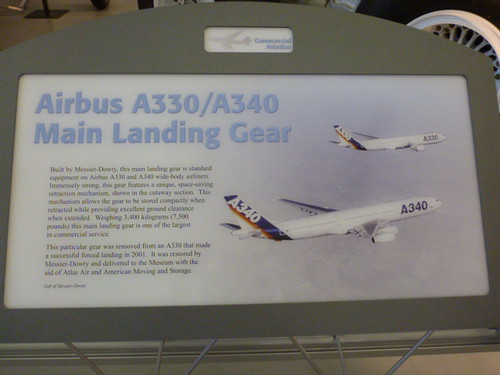 Commercial
Aviation
Airbus A330/A340
Main Landing Gear
Built by Messier-Dowty, this main landing gear is standard
equipment on Airbus A330 and A340 wide-body airliners.
Immensely strong, this gear features a unique, space-saving
retraction mechanism, shown in the cutaway section. This
mechanism allows the gear to be stored compactly when
retracted while providing excellent ground clearance
when extended. Weighing 3,400 kilograms (7,500
pounds) this main landing gear is one of the largest
in commercial service.
This particular gear was removed from an A330 that made
a successful forced landing in 2001. It was restored by
Messier-Dowty and delivered to the Museum with the
aid of Atlas Air and American Moving and Storage.
Gift of Messier-Dowty
A330
A330
A340
A340